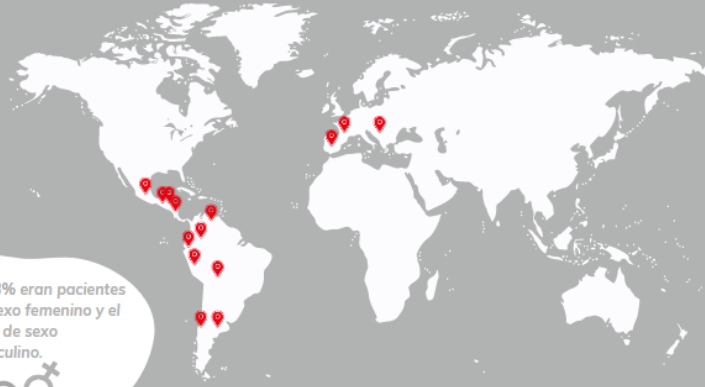 % eran pacientes
exo femenino y el
de sexo
culino.